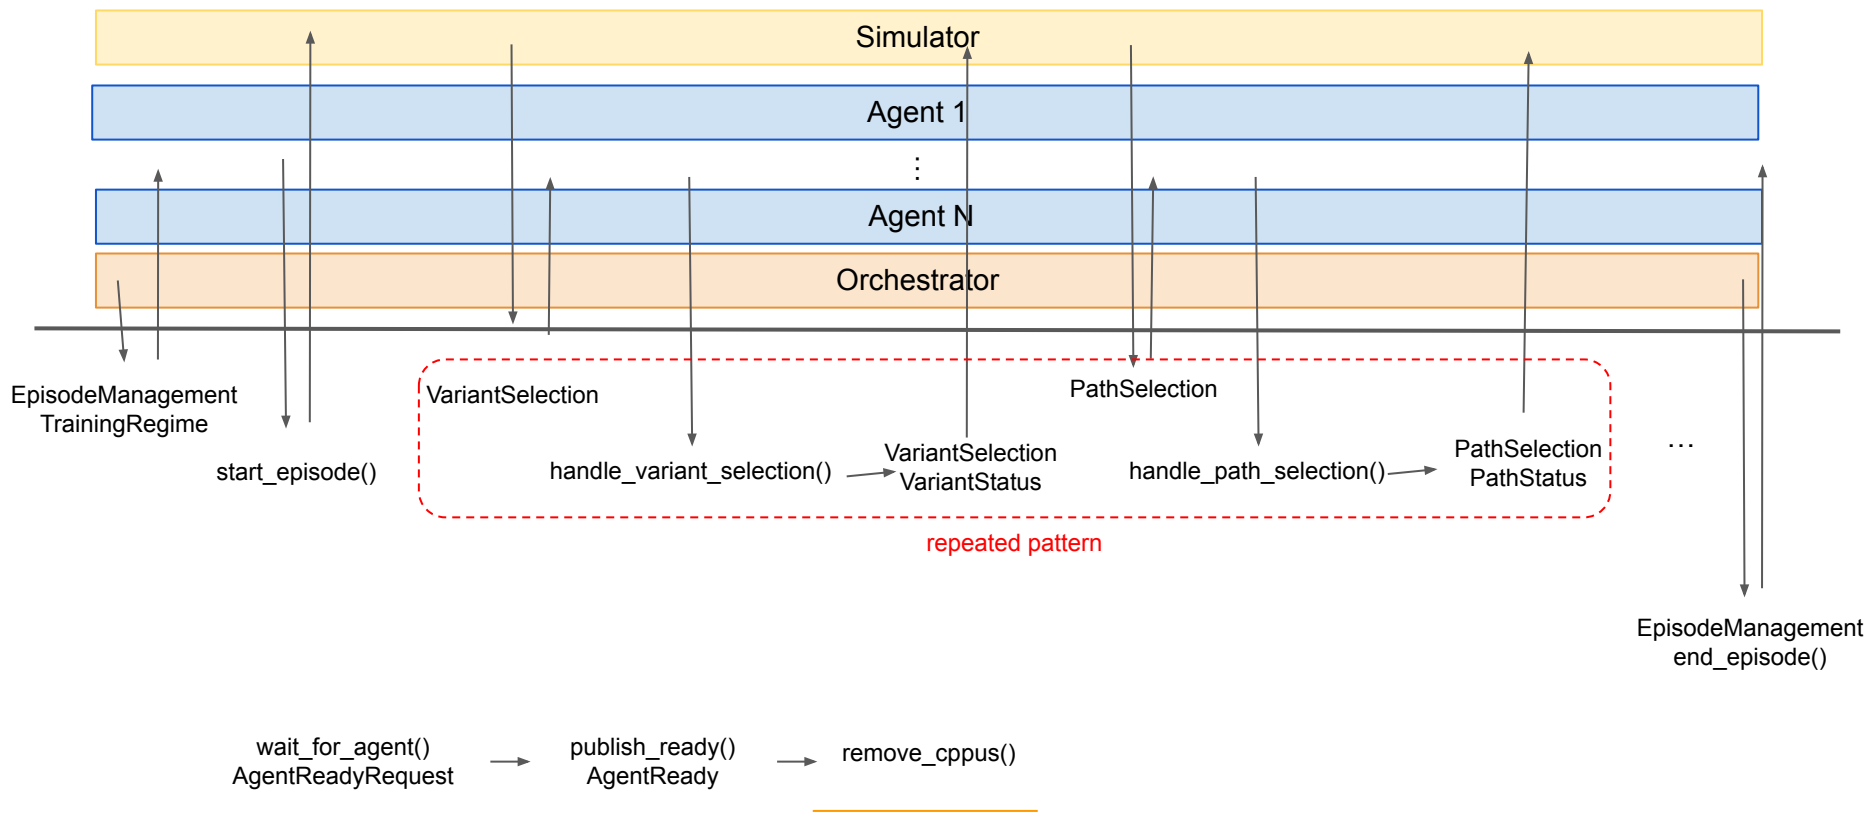 Simulator
Agent 1
⋮
Agent N
Orchestrator
EpisodeManagement
TrainingRegime
start_episode()
VariantSelection
handle_variant_selection()
VariantSelection
VariantStatus
PathSelection
handle_path_selection()
PathSelection
PathStatus
...
repeated pattern
EpisodeManagement
end_episode()
wait_for_agent()
AgentReadyRequest
publish_ready()
AgentReady
remove_cppus()